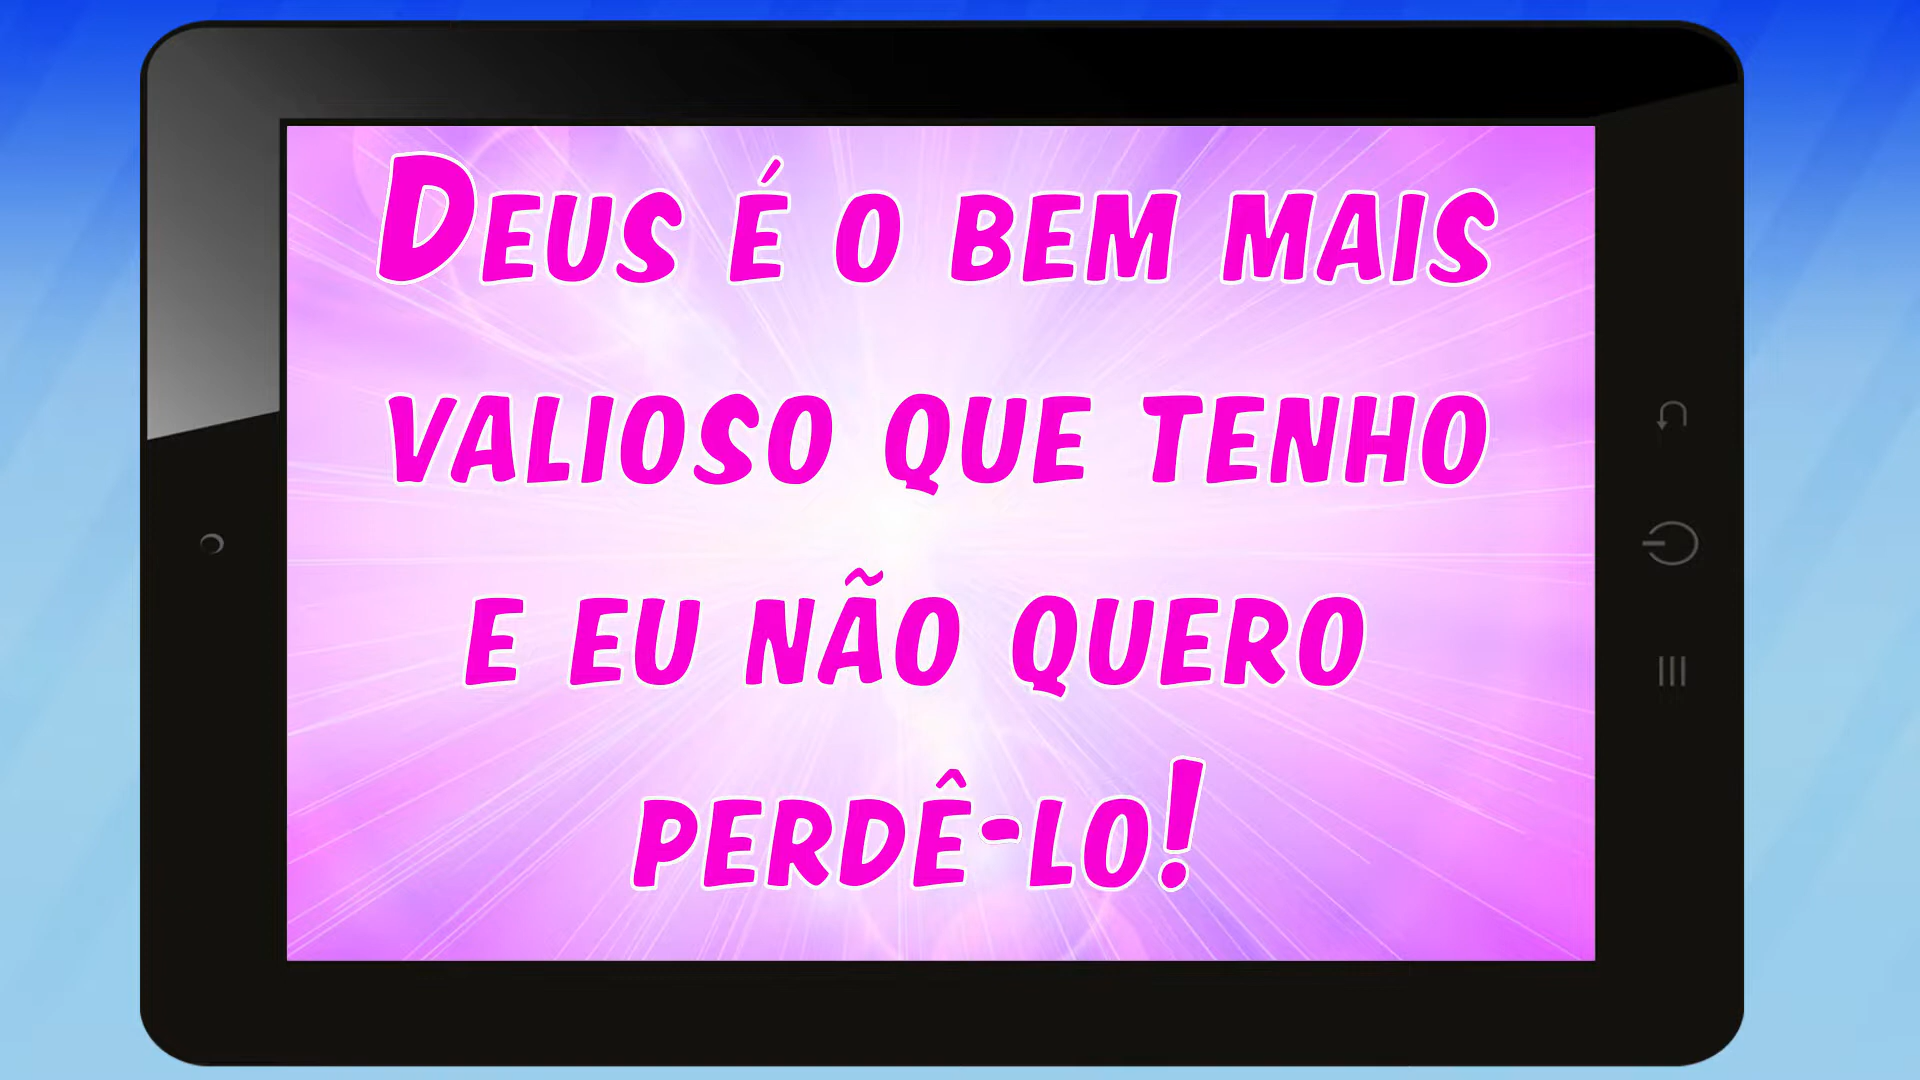 Deus é o bem mais
valioso que tenho
e eu não quero
perdê-lo!